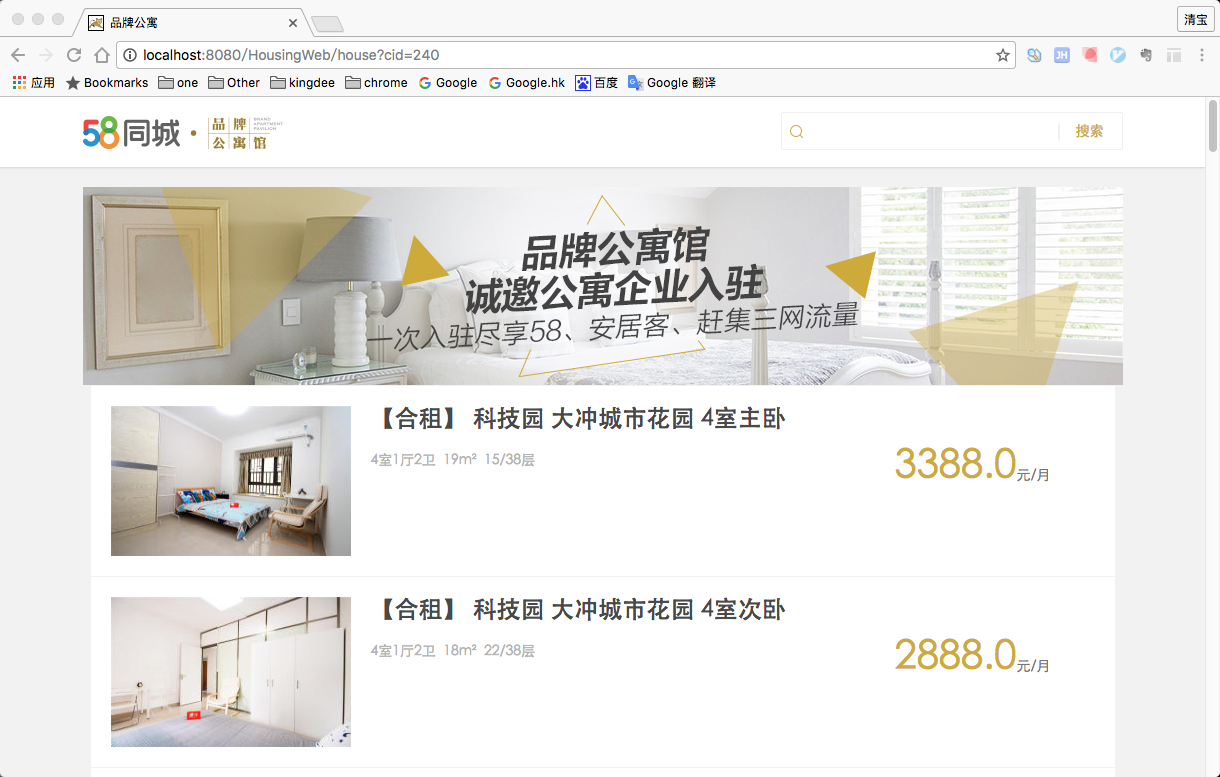 品牌公寓
清宝
localhost:8080/HousingWeb/house?cid=240
应用 Bookmarks one Other kingdee chrome Google Google.hk 百度 Google 翻译
58同城 · 品牌公寓馆 BRAND APARTMENT PAVILION
搜索
品牌公寓馆
诚邀公寓企业入驻
一次入驻尽享58、安居客、赶集三网流量
【合租】 科技园 大冲城市花园 4室主卧
4室1厅2卫 19m² 15/38层
3388.0元/月
【合租】 科技园 大冲城市花园 4室次卧
4室1厅2卫 18m² 22/38层
2888.0元/月